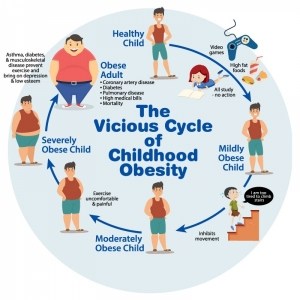 Healthy
Child
Video
games
High fat
foods
All study
- no action
Mildly
Obese
Child
I am too
tired to climb
stairs
Inhibits
movement
Moderately
Obese Child
Exercise
uncomfortable
& painful
Severely
Obese Child
Asthma, diabetes,
& musculoskeletal
disease prevent
exercise and
bring on depression
& low esteem
Obese
Adult
• Coronary artery disease
• Diabetes
• Pulmonary disease
• High medical bills
• Mortality
The
Vicious Cycle
of
Childhood
Obesity